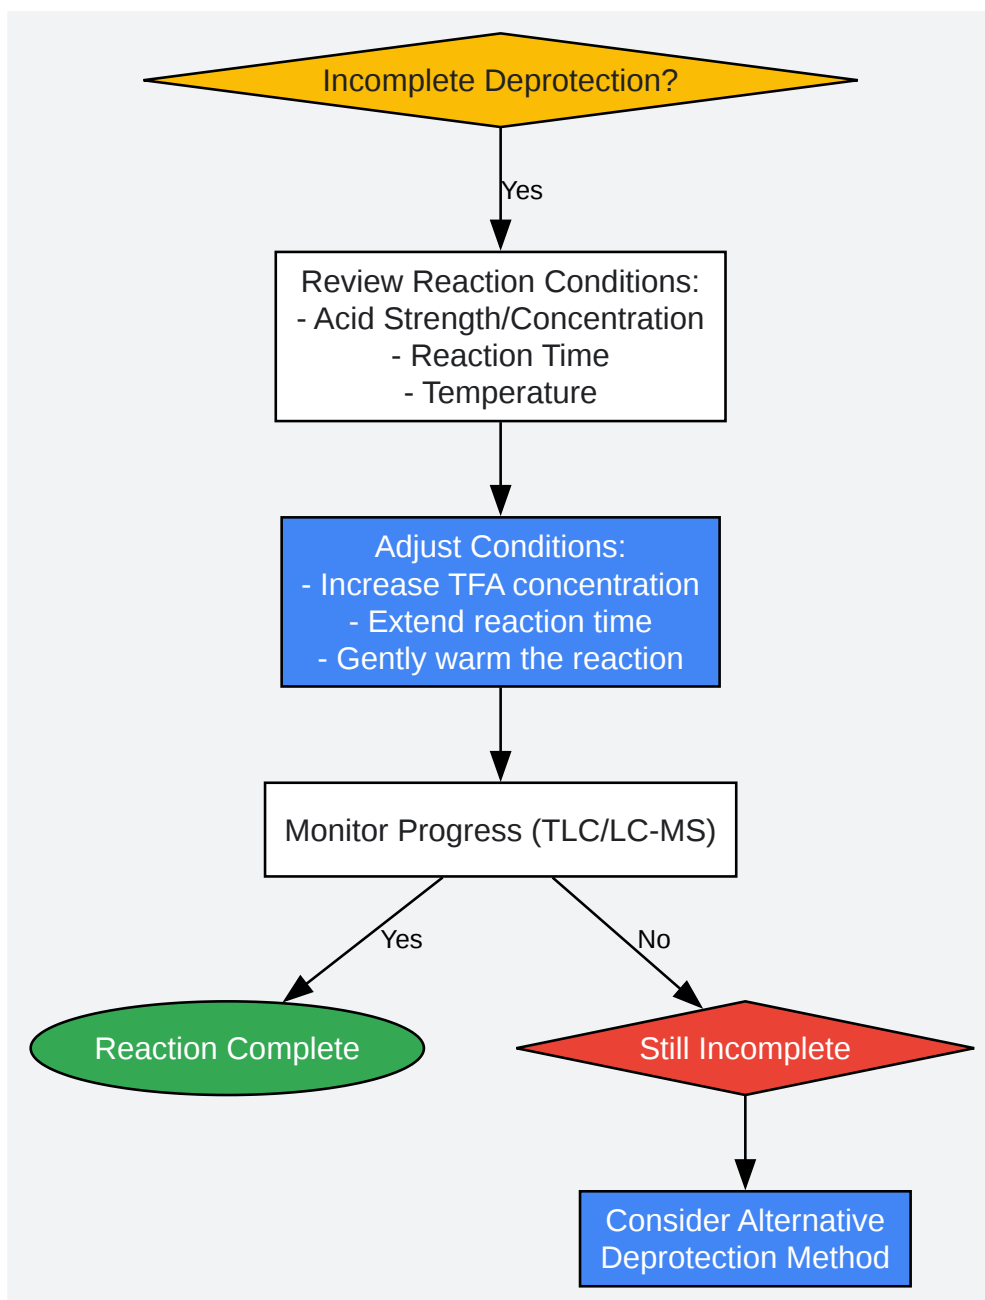 Incomplete Deprotection?
Yes
Review Reaction Conditions:
- Acid Strength/Concentration
- Reaction Time
- Temperature
Adjust Conditions:
- Increase TFA concentration
- Extend reaction time
- Gently warm the reaction
Monitor Progress (TLC/LC-MS)
Yes
No
Reaction Complete
Still Incomplete
Consider Alternative
Deprotection Method